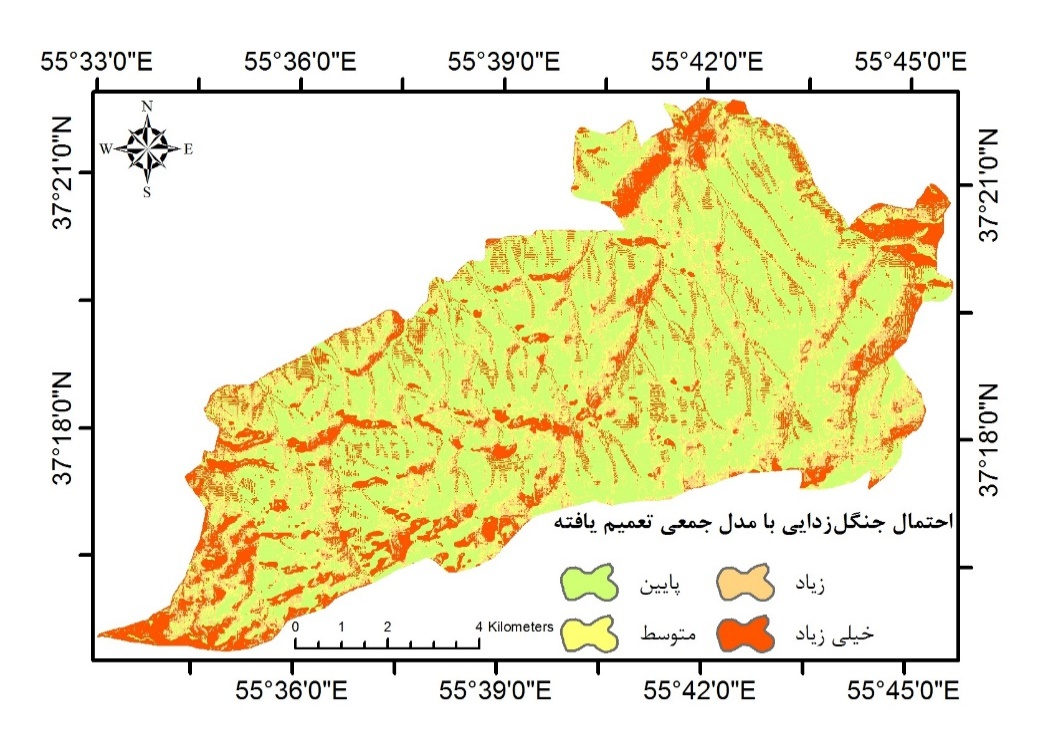 55°33'0"E 55°36'0"E 55°39'0"E 55°42'0"E 55°45'0"E
N
W E
S
37°21'0"N
37°21'0"N
37°18'0"N
37°18'0"N
احتمال جنگل‌زدایی با مدل جمعی تعمیم یافته
پایین
زیاد
متوسط
خیلی زیاد
0 1 2 4 Kilometers
55°36'0"E 55°39'0"E 55°42'0"E 55°45'0"E